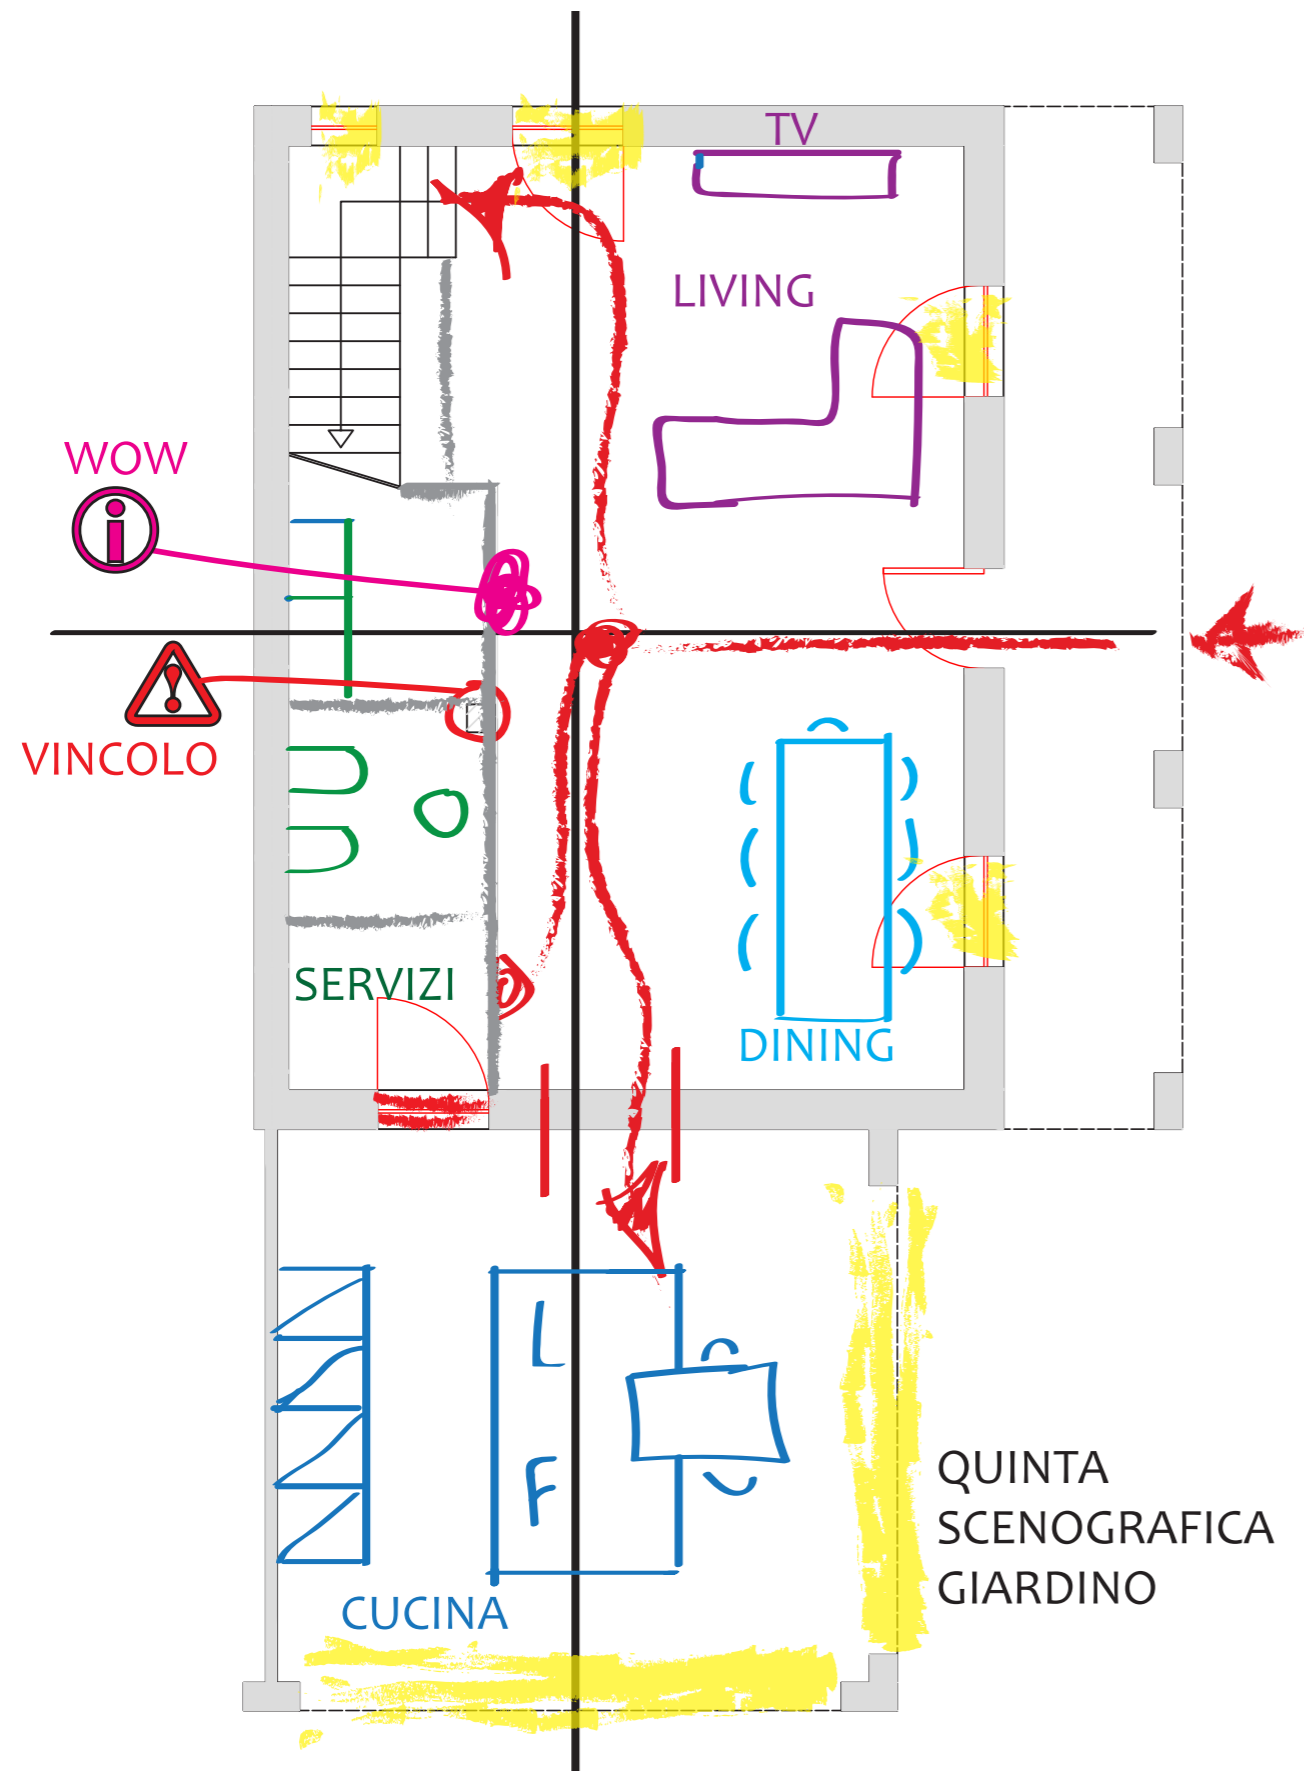 TV
LIVING
WOW
i
!
VINCOLO
SERVIZI
DINING
L
F
QUINTA
SCENOGRAFICA
GIARDINO
CUCINA